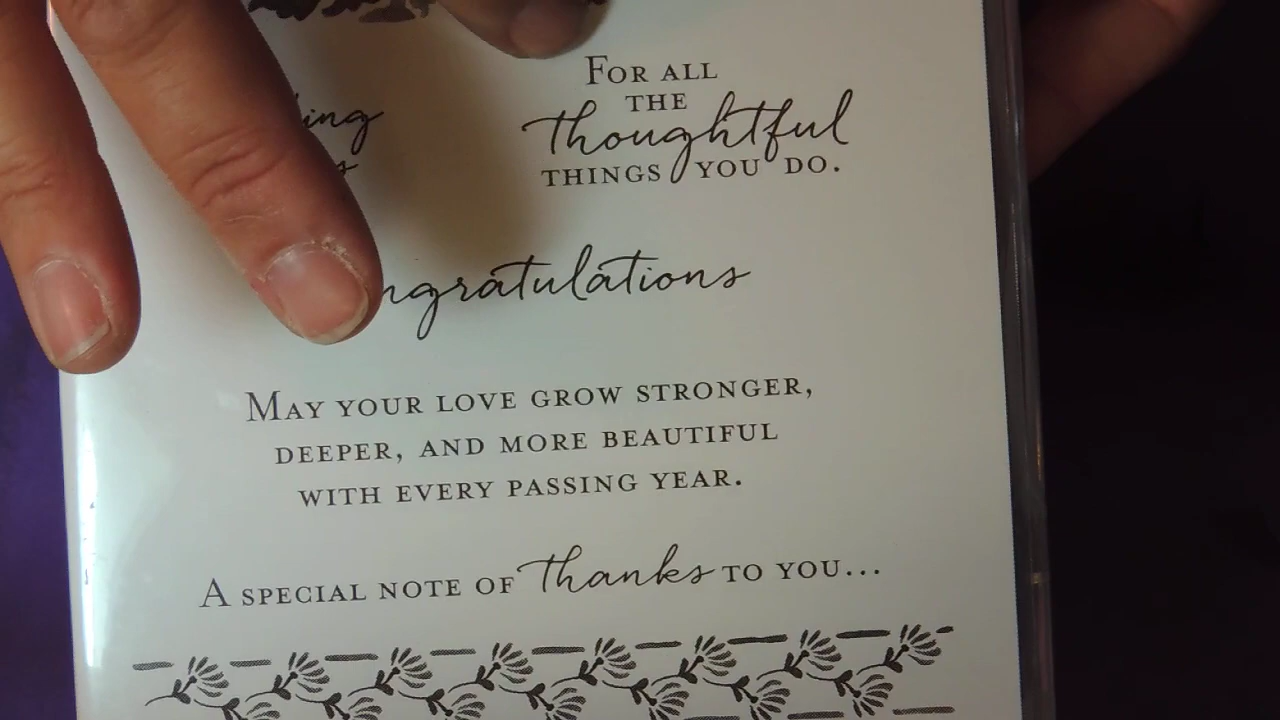 For all
the
thoughtful
things you do.
May your love grow stronger,
deeper, and more beautiful
with every passing year.
A special note of thanks to you...